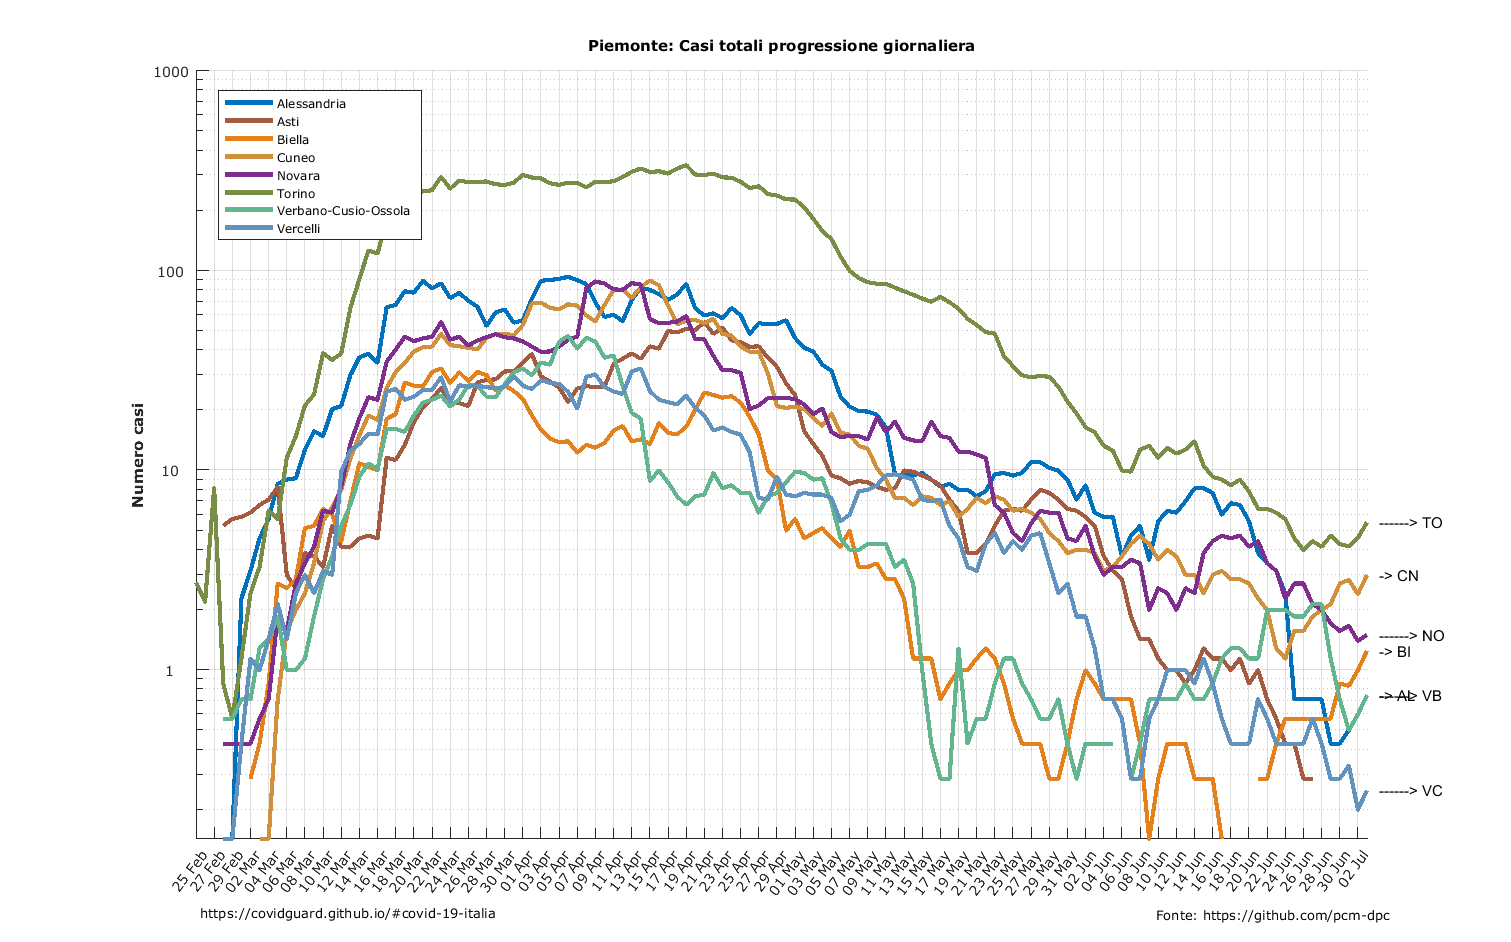 Piemonte: Casi totali progressione giornaliera
Numero casi
1000
100
10
1
Alessandria
Asti
Biella
Cuneo
Novara
Torino
Verbano-Cusio-Ossola
Vercelli
------> TO
-> CN
------> NO
-> BI
-> AL
------> VB
------> VC
25 Feb
27 Feb
29 Feb
02 Mar
04 Mar
06 Mar
08 Mar
10 Mar
12 Mar
14 Mar
16 Mar
18 Mar
20 Mar
22 Mar
24 Mar
26 Mar
28 Mar
30 Mar
01 Apr
03 Apr
05 Apr
07 Apr
09 Apr
11 Apr
13 Apr
15 Apr
17 Apr
19 Apr
21 Apr
23 Apr
25 Apr
27 Apr
29 Apr
01 May
03 May
05 May
07 May
09 May
11 May
13 May
15 May
17 May
19 May
21 May
23 May
25 May
27 May
29 May
31 May
02 Jun
04 Jun
06 Jun
08 Jun
10 Jun
12 Jun
14 Jun
16 Jun
18 Jun
20 Jun
22 Jun
24 Jun
26 Jun
28 Jun
30 Jun
02 Jul
https://covidguard.github.io/#covid-19-italia
Fonte: https://github.com/pcm-dpc